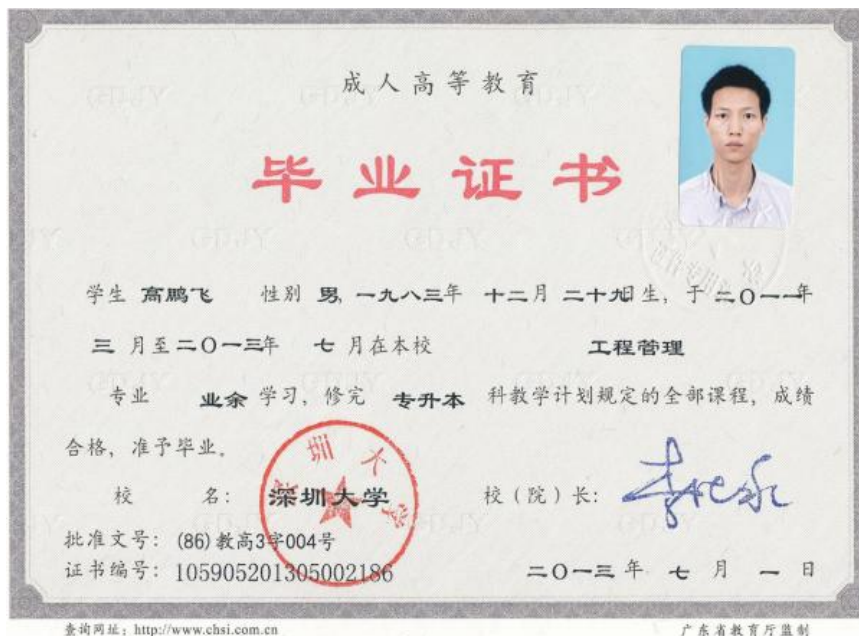 成人高等教育
毕业证书
学生 高鹏飞 性别 男, 一九八三年 十二月 二十九日生, 于 二〇一一年
三 月至二〇一三年 七 月在本校 工程管理
专业 业余 学习, 修完 专升本 科教学计划规定的全部课程, 成绩
合格, 准予毕业。
校 名: 深圳大学 校(院)长:
批准文号: (86)教高3字004号
证书编号: 105905201305002186 二〇一三年 七 月 一 日
查询网址: http://www.chsi.com.cn 广东省教育厅监制